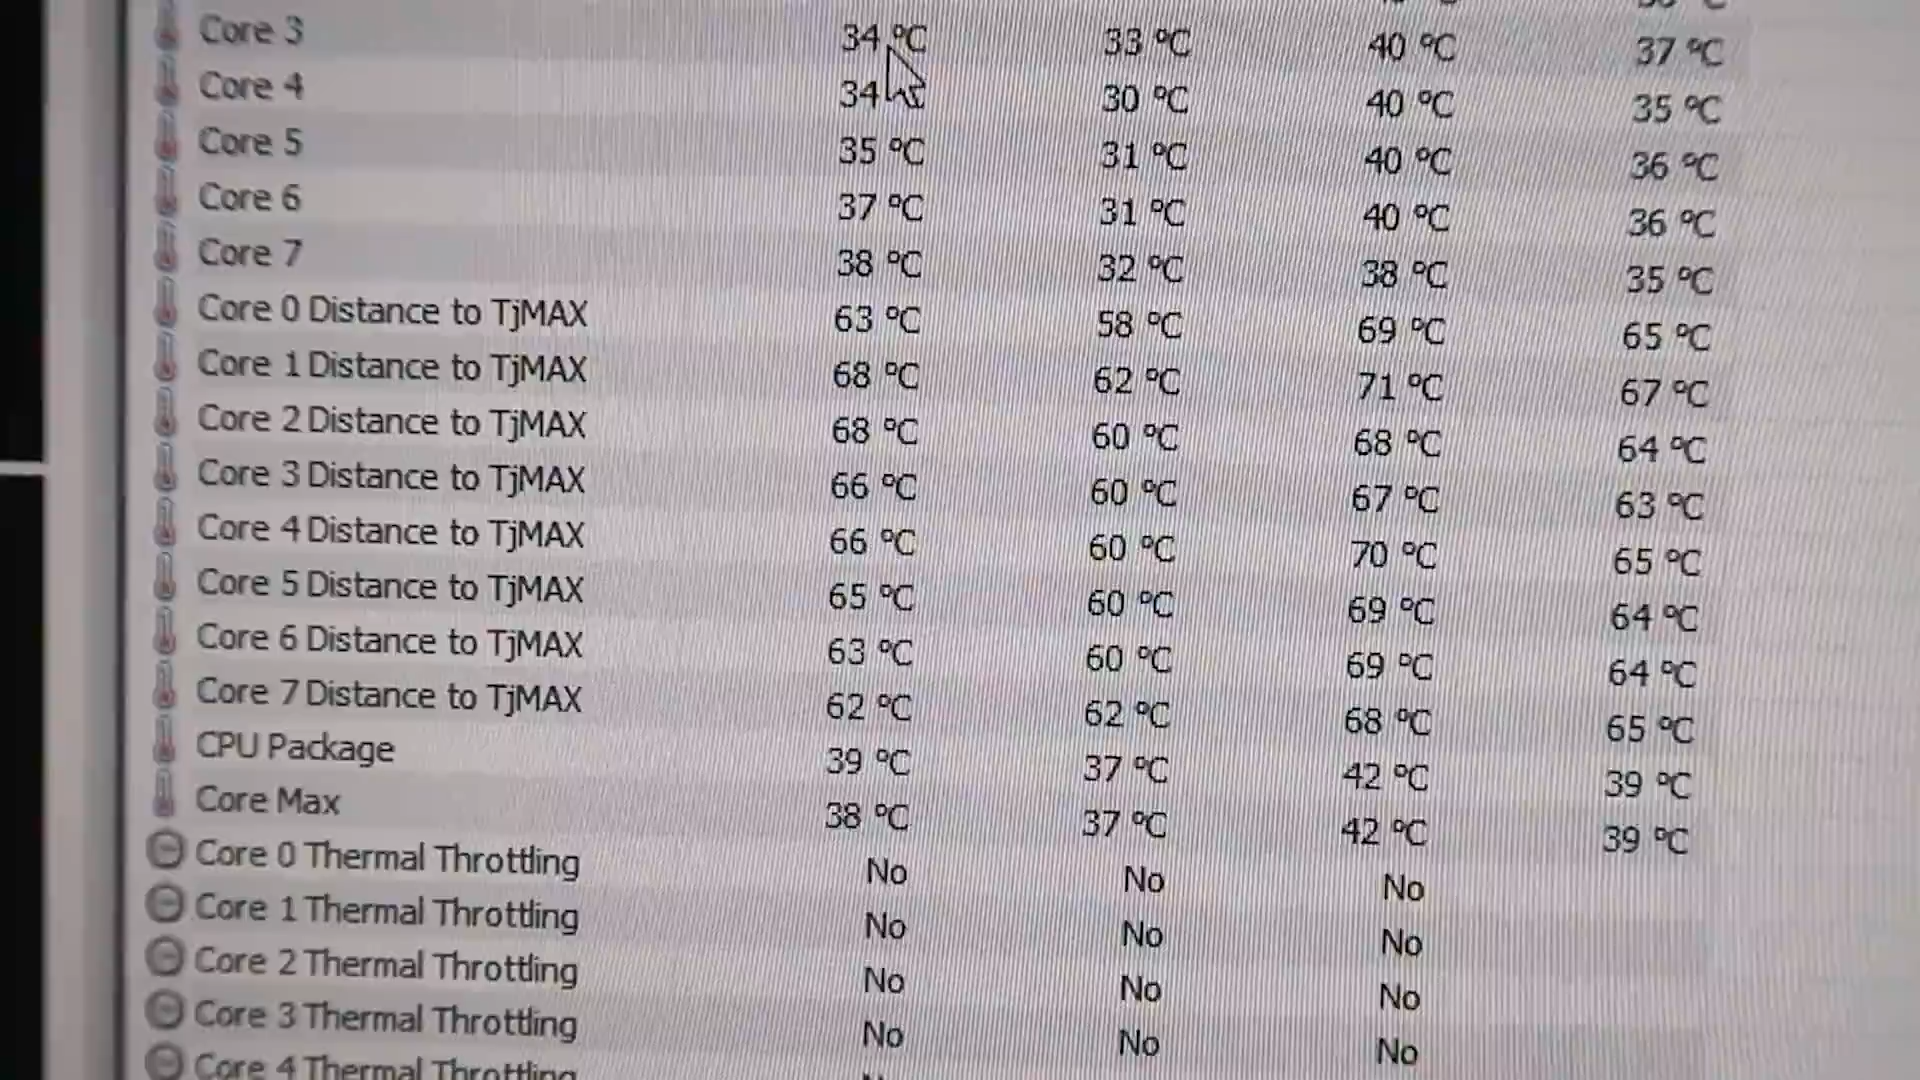 Core 3 34 °C 33 °C 40 °C 37 °C
Core 4 34 30 °C 40 °C 35 °C
Core 5 35 °C 31 °C 40 °C 36 °C
Core 6 37 °C 31 °C 40 °C 36 °C
Core 7 38 °C 32 °C 38 °C 35 °C
Core 0 Distance to TjMAX 63 °C 58 °C 69 °C 65 °C
Core 1 Distance to TjMAX 68 °C 62 °C 71 °C 67 °C
Core 2 Distance to TjMAX 68 °C 60 °C 68 °C 64 °C
Core 3 Distance to TjMAX 66 °C 60 °C 67 °C 63 °C
Core 4 Distance to TjMAX 66 °C 60 °C 70 °C 65 °C
Core 5 Distance to TjMAX 65 °C 60 °C 69 °C 64 °C
Core 6 Distance to TjMAX 63 °C 60 °C 69 °C 64 °C
Core 7 Distance to TjMAX 62 °C 62 °C 68 °C 65 °C
CPU Package 39 °C 37 °C 42 °C 39 °C
Core Max 38 °C 37 °C 42 °C 39 °C
Core 0 Thermal Throttling No No No
Core 1 Thermal Throttling No No No
Core 2 Thermal Throttling No No No
Core 3 Thermal Throttling No No No
Core 4 Thermal Throttling